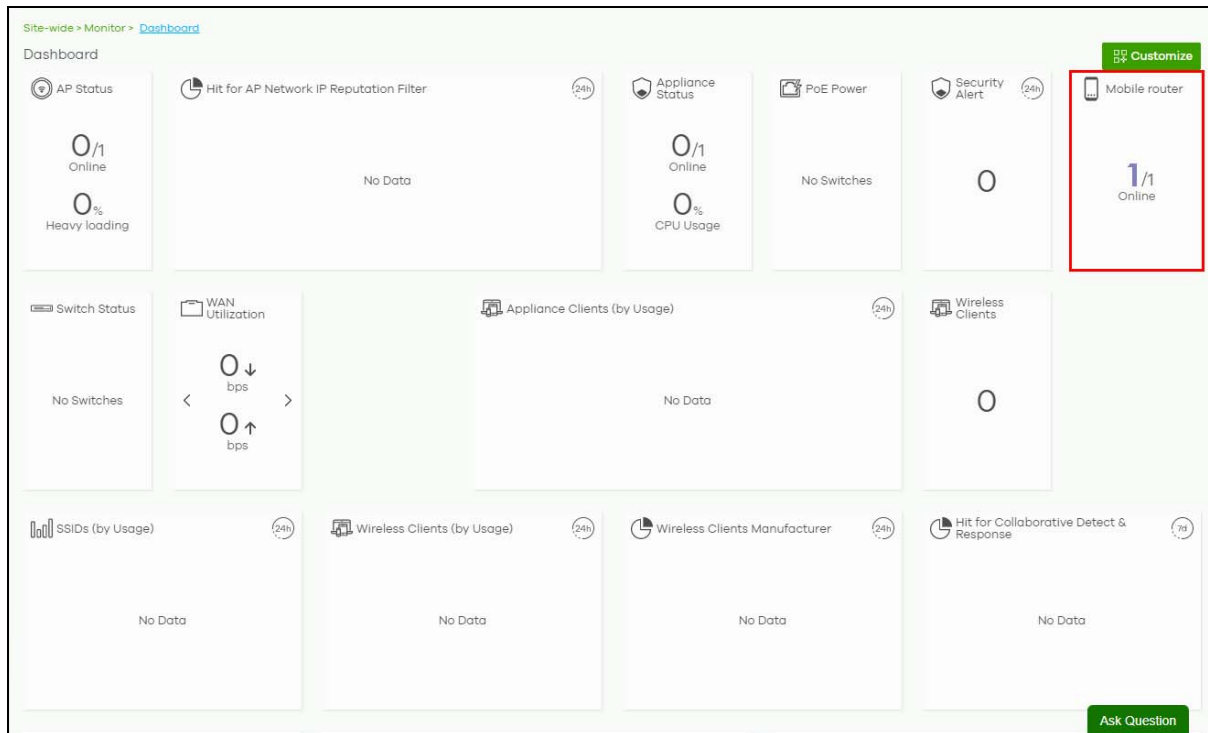 Site-wide > Monitor > Dashboard
Dashboard
Customize
AP Status
0/1
Online
0%
Heavy loading
Hit for AP Network IP Reputation Filter
24h
No Data
Appliance
Status
0/1
Online
0%
CPU Usage
PoE Power
No Switches
Security
Alert
24h
0
Mobile router
1/1
Online
Switch Status
No Switches
WAN
Utilization
0 ↓
bps
< >
0 ↑
bps
Appliance Clients (by Usage)
24h
No Data
Wireless
Clients
0
SSIDs (by Usage)
24h
No Data
Wireless Clients (by Usage)
24h
No Data
Wireless Clients Manufacturer
24h
No Data
Hit for Collaborative Detect &
Response
7d
No Data
Ask Question